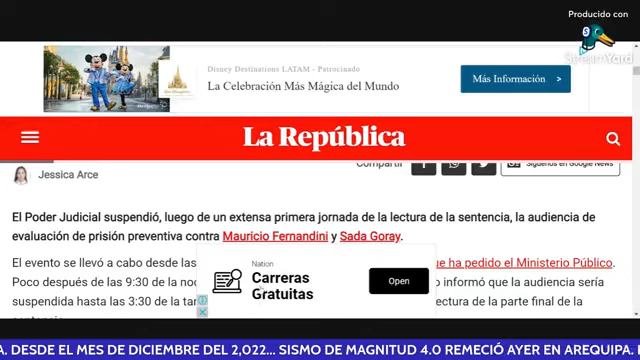 Producido con
StreamYard
Disney Destinations LATAM - Patrocinado
La Celebración Más Mágica del Mundo
Más Información >
La República
Compartir
Síguenos en Google News
Jessica Arce
El Poder Judicial suspendió, luego de un extensa primera jornada de la lectura de la sentencia, la audiencia de
evaluación de prisión preventiva contra Mauricio Fernandini y Sada Goray.
El evento se llevó a cabo desde las
que ha pedido el Ministerio Público.
Poco después de las 9:30 de la
o informó que la audiencia sería
suspendida hasta las 3:30 de la
lectura de la parte final de la
sentencia.
Nation
Carreras
Gratuitas
Open
A. DESDE EL MES DE DICIEMBRE DEL 2,022... SISMO DE MAGNITUD 4.0 REMECIÓ AYER EN AREQUIPA.